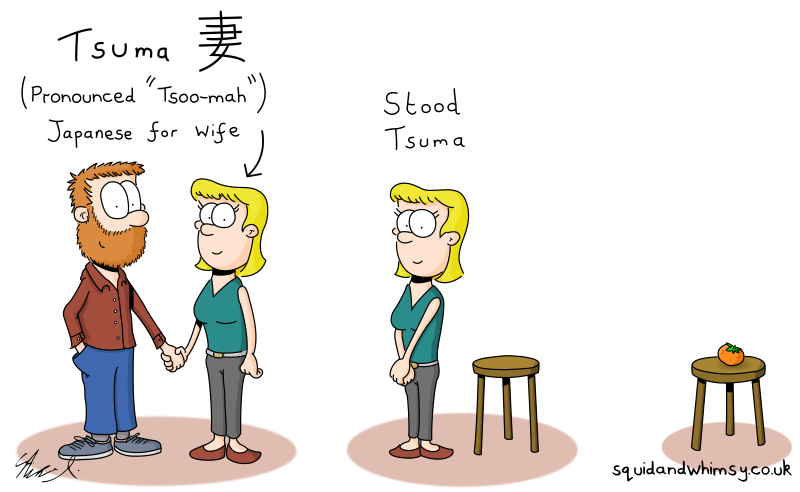 Tsuma 妻
(Pronounced "Tsoo-mah")
Japanese for wife
Stood
Tsuma
squidandwhimsy.co.uk